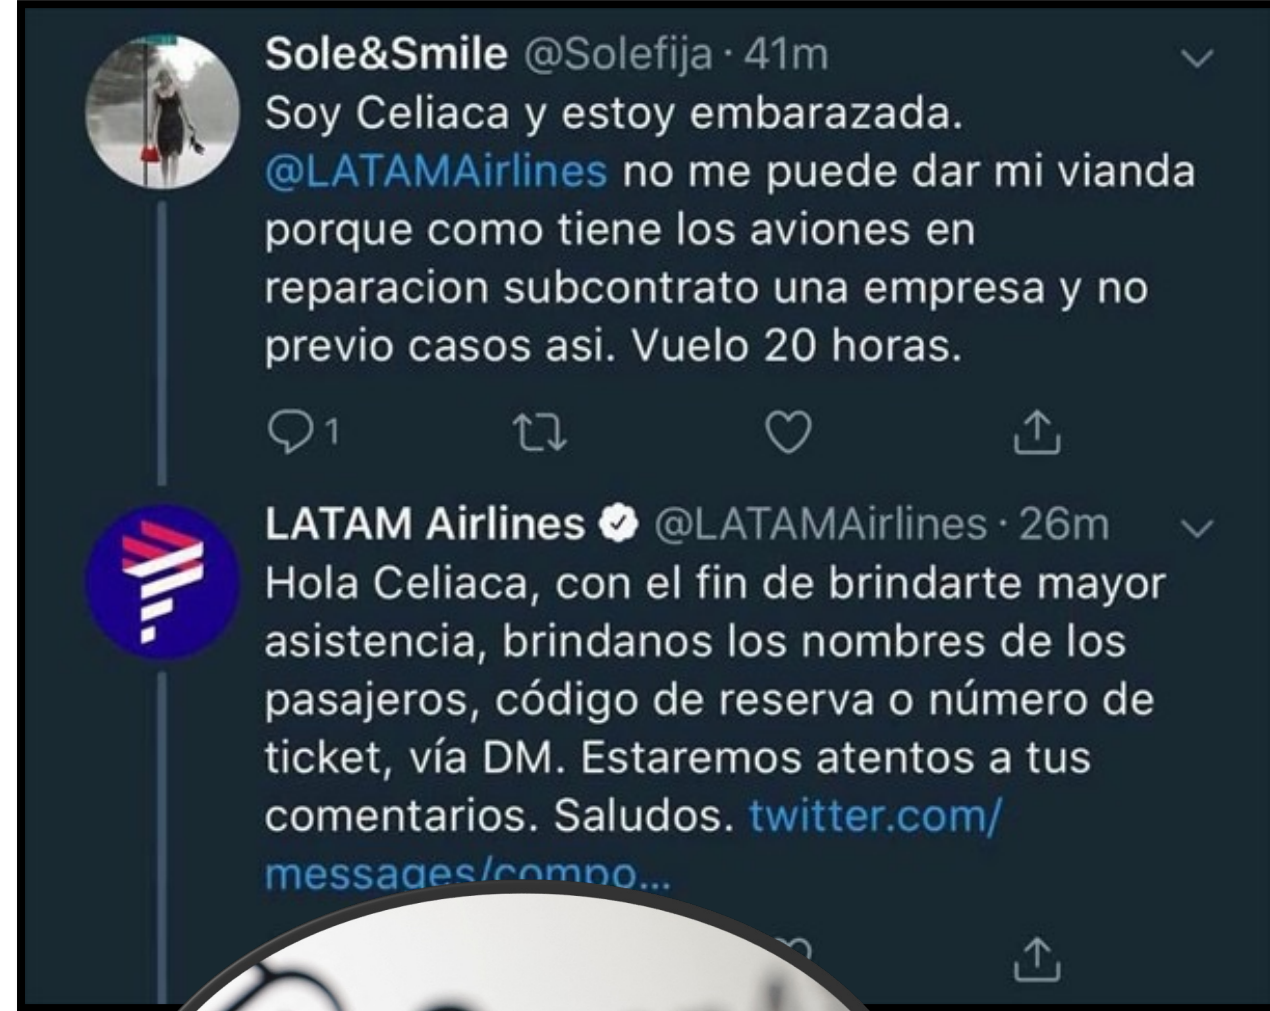 Sole&Smile @Solefija · 41m
Soy Celiaca y estoy embarazada.
@LATAMAirlines no me puede dar mi vianda
porque como tiene los aviones en
reparacion subcontrato una empresa y no
previo casos asi. Vuelo 20 horas.
1
LATAM Airlines @LATAMAirlines · 26m
Hola Celiaca, con el fin de brindarte mayor
asistencia, brindanos los nombres de los
pasajeros, código de reserva o número de
ticket, vía DM. Estaremos atentos a tus
comentarios. Saludos. twitter.com/
messages/compo...